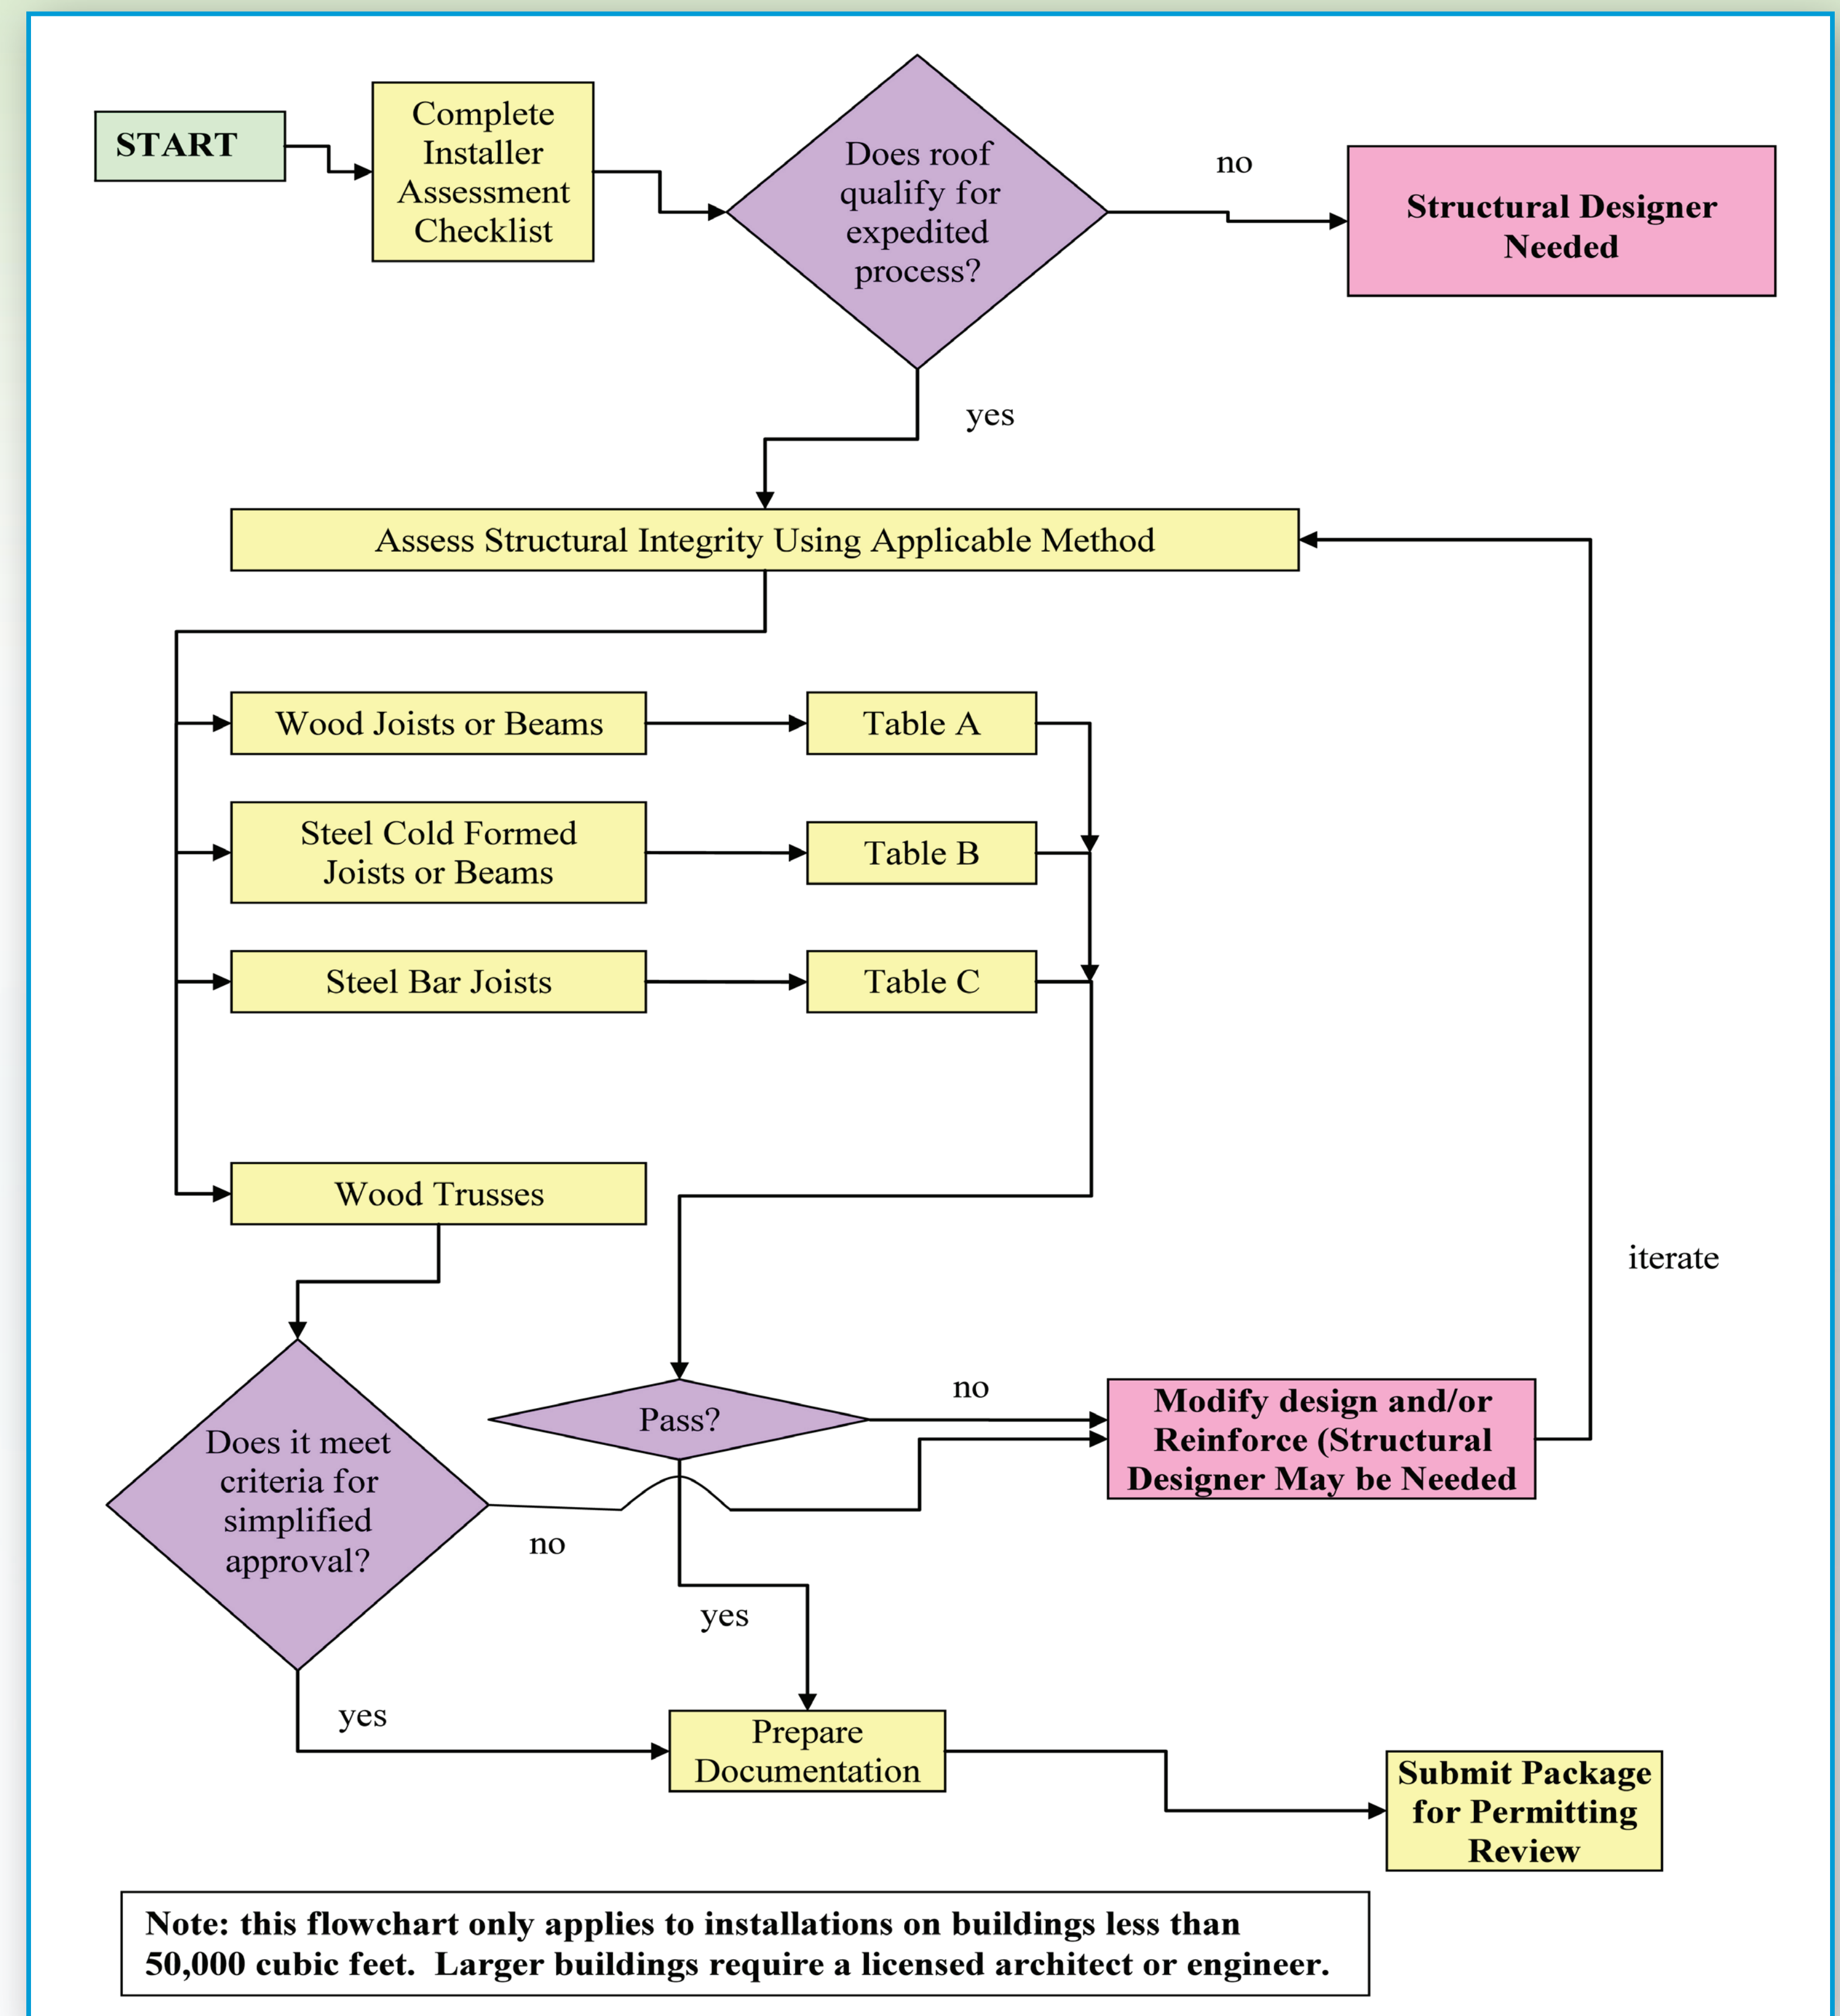 START
Complete
Installer
Assessment
Checklist
Does roof
qualify for
expedited
process?
no
Structural Designer
Needed
yes
Assess Structural Integrity Using Applicable Method
Wood Joists or Beams
Table A
Steel Cold Formed
Joists or Beams
Table B
Steel Bar Joists
Table C
Wood Trusses
iterate
Does it meet
criteria for
simplified
approval?
no
Pass?
no
Modify design and/or
Reinforce (Structural
Designer May be Needed
yes
yes
Prepare
Documentation
Submit Package
for Permitting
Review
Note: this flowchart only applies to installations on buildings less than
50,000 cubic feet.  Larger buildings require a licensed architect or engineer.